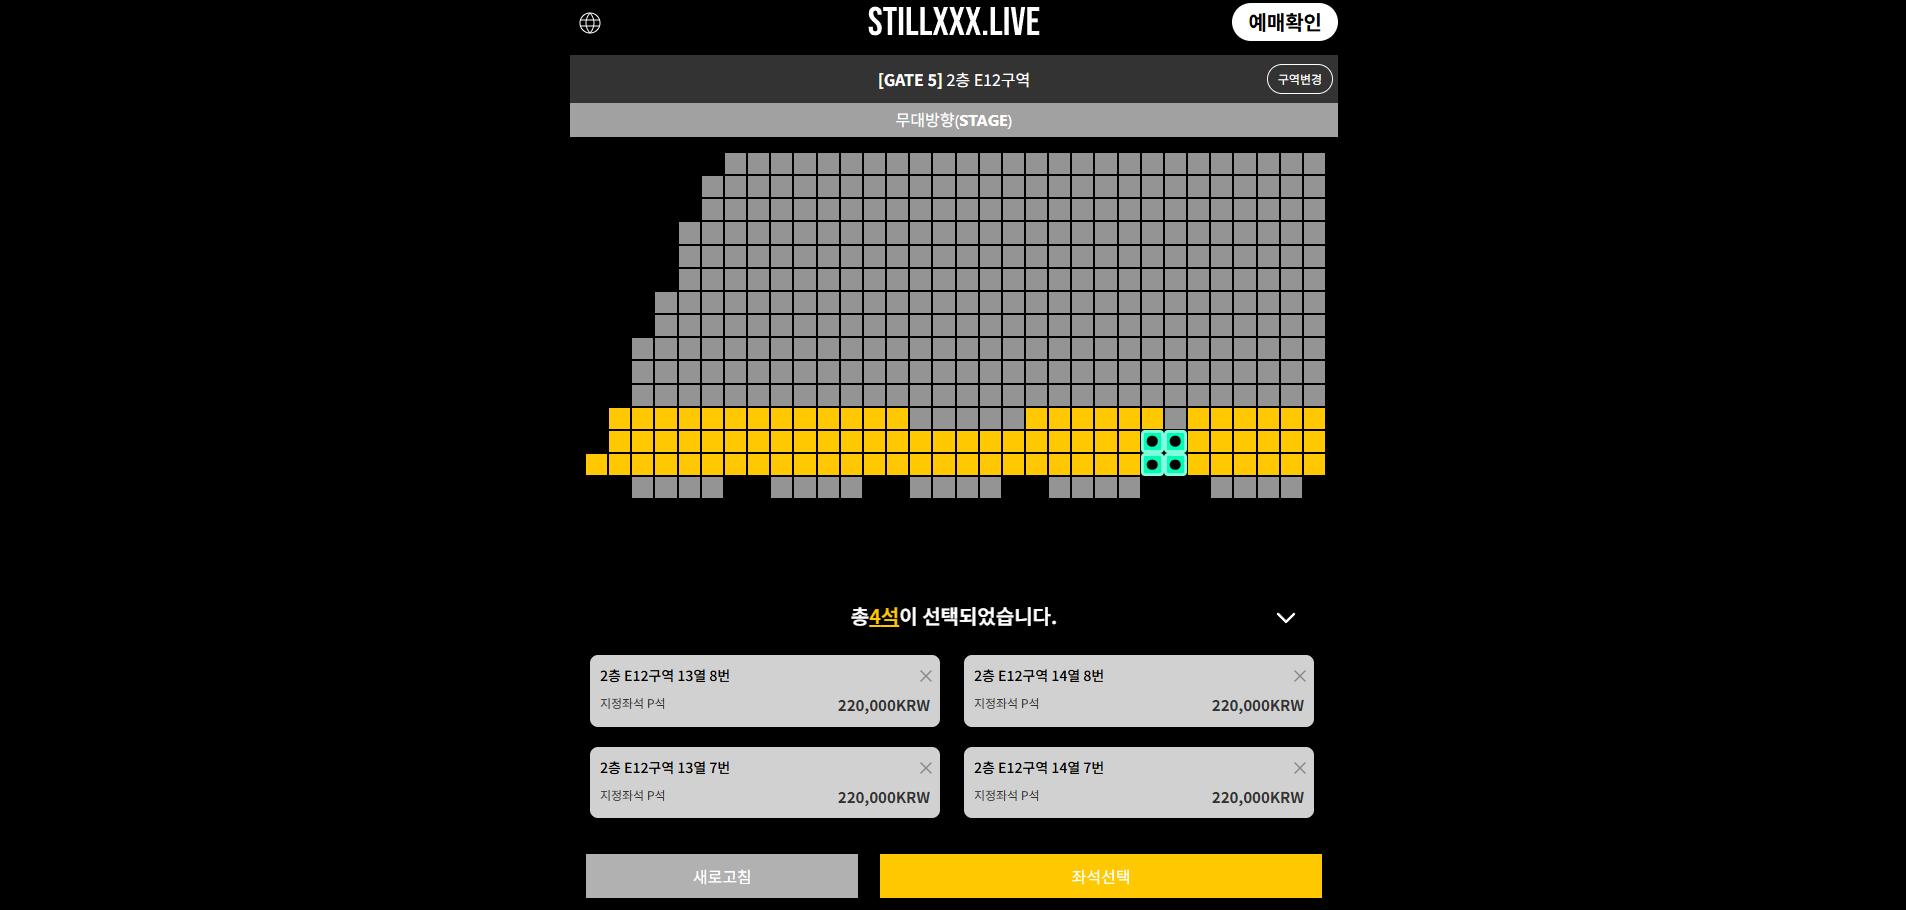 STILLXXX.LIVE
예매확인
[GATE 5] 2층 E12구역
구역변경
무대방향(STAGE)
총4석이 선택되었습니다.
2층 E12구역 13열 8번
지정좌석 P석
220,000KRW
2층 E12구역 14열 8번
지정좌석 P석
220,000KRW
2층 E12구역 13열 7번
지정좌석 P석
220,000KRW
2층 E12구역 14열 7번
지정좌석 P석
220,000KRW
새로고침
좌석선택